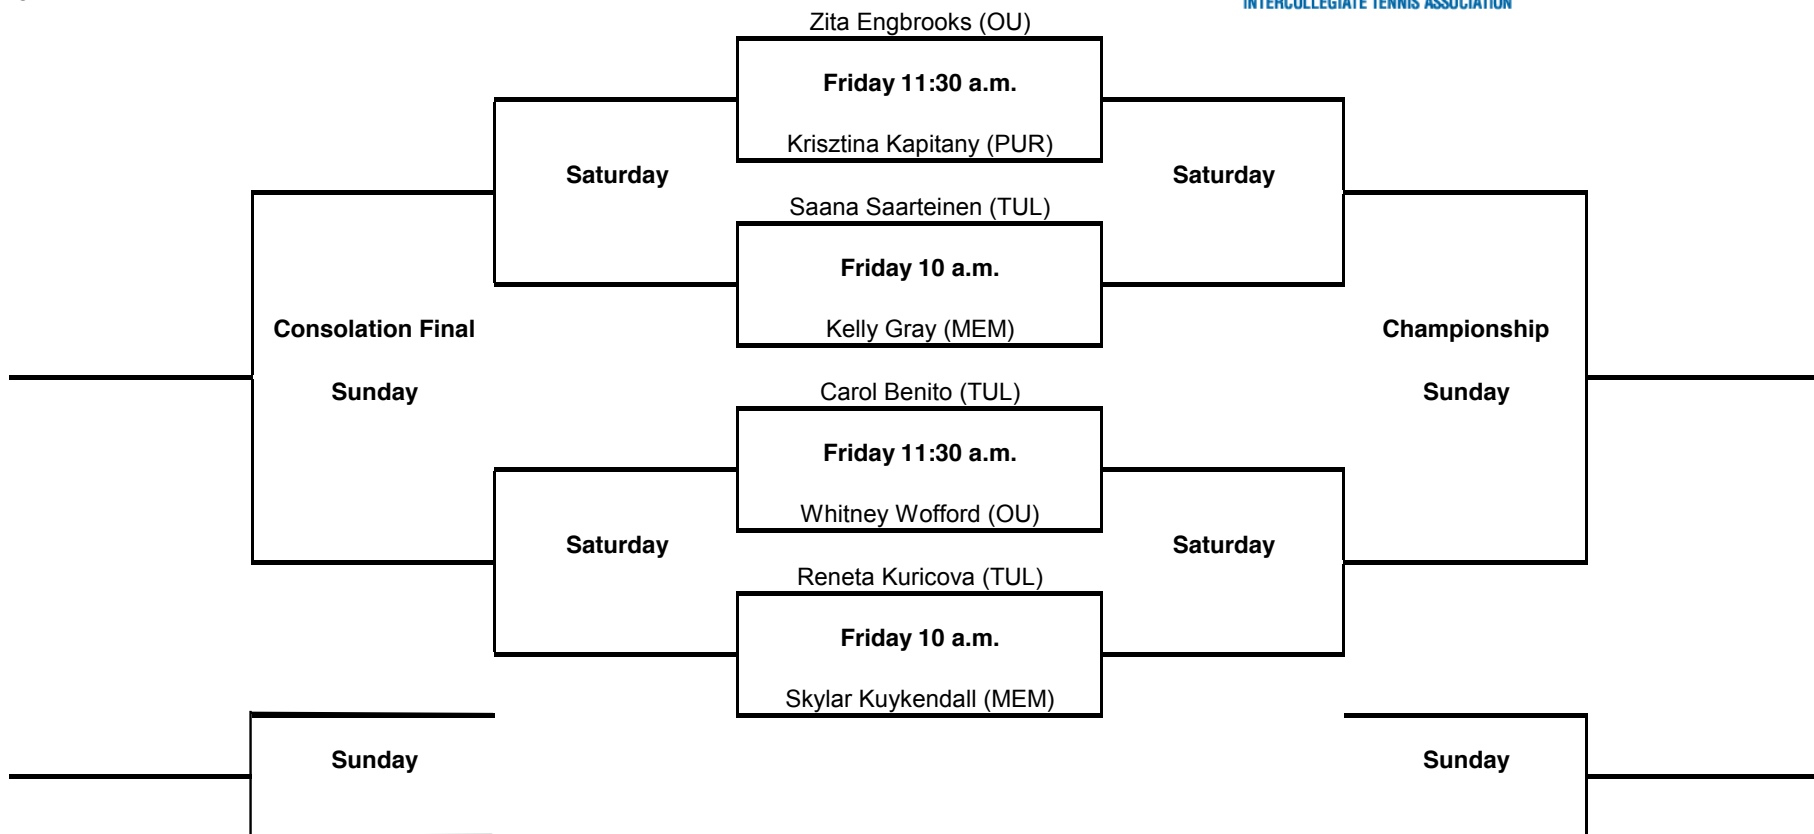 INTERCOLLEGIATE TENNIS ASSOCIATION
Zita Engbrooks (OU)
Friday 11:30 a.m.
Krisztina Kapitany (PUR)
Saturday
Saturday
Saana Saarteinen (TUL)
Friday 10 a.m.
Kelly Gray (MEM)
Consolation Final
Championship
Sunday
Carol Benito (TUL)
Sunday
Friday 11:30 a.m.
Whitney Wofford (OU)
Saturday
Saturday
Reneta Kuricova (TUL)
Friday 10 a.m.
Skylar Kuykendall (MEM)
Sunday
Sunday